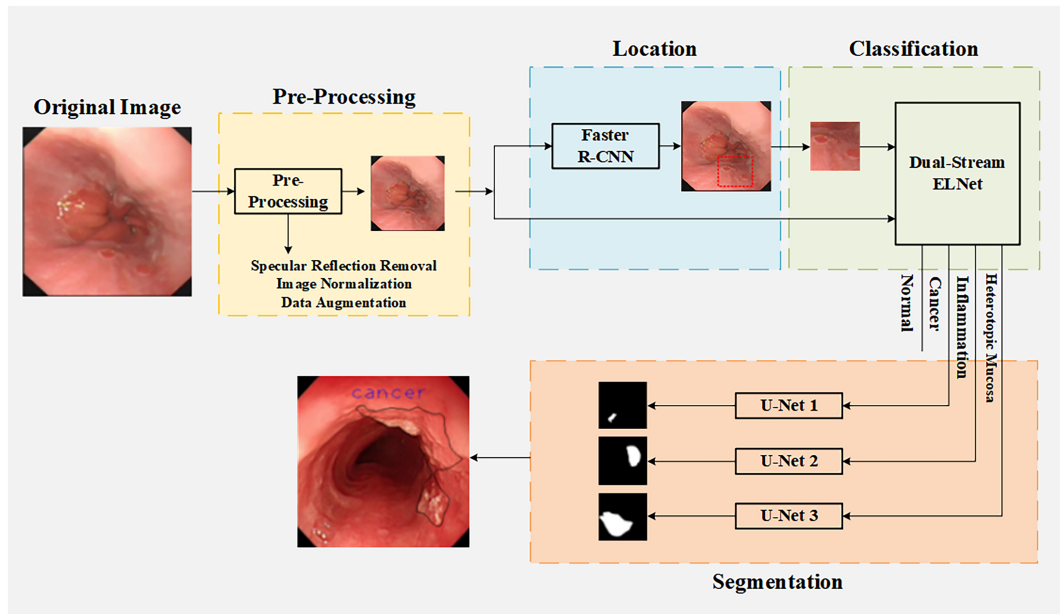 Original Image
Pre-Processing
Location
Classification
Pre-
Processing
Specular Reflection Removal
Image Normalization
Data Augmentation
Faster
R-CNN
Dual-Stream
ELNet
Normal
Cancer
Inflammation
Heterotopic Mucosa
cancer
U-Net 1
U-Net 2
U-Net 3
Segmentation